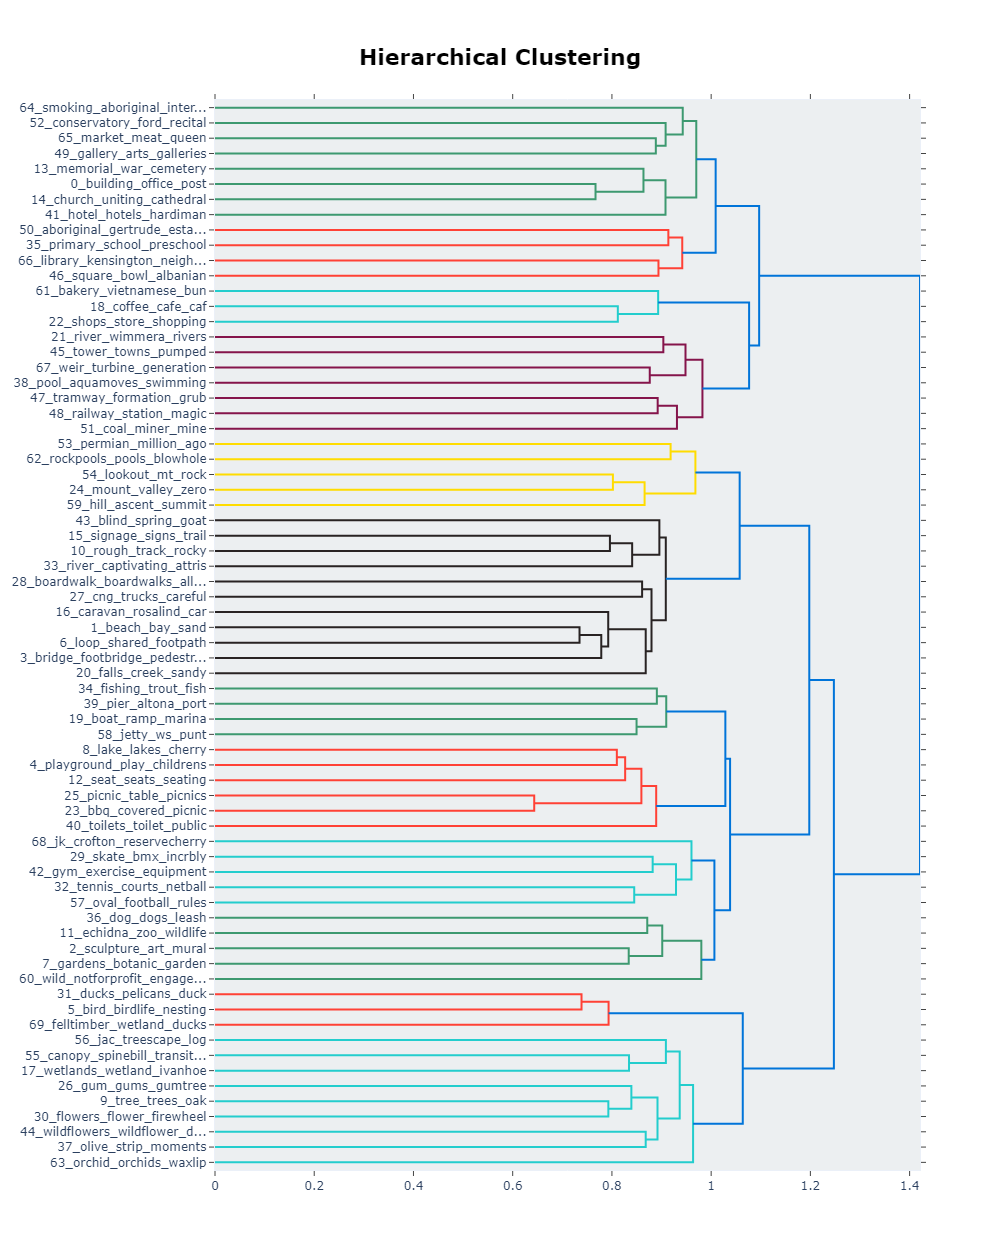 Hierarchical Clustering
64_smoking_aboriginal_inter...
52_conservatory_ford_recital
65_market_meat_queen
49_gallery_arts_galleries
13_memorial_war_cemetery
0_building_office_post
14_church_uniting_cathedral
41_hotel_hotels_hardiman
50_aboriginal_gertrude_esta...
35_primary_school_preschool
66_library_kensington_neigh...
46_square_bowl_albanian
61_bakery_vietnamese_bun
18_coffee_cafe_caf
22_shops_store_shopping
21_river_wimmera_rivers
45_tower_towns_pumped
67_weir_turbine_generation
38_pool_aquamoves_swimming
47_tramway_formation_grub
48_railway_station_magic
51_coal_miner_mine
53_permian_million_ago
62_rockpools_pools_blowhole
54_lookout_mt_rock
24_mount_valley_zero
59_hill_ascent_summit
43_blind_spring_goat
15_signage_signs_trail
10_rough_track_rocky
33_river_captivating_attris
28_boardwalk_boardwalks_all...
27_cng_trucks_careful
16_caravan_rosalind_car
1_beach_bay_sand
6_loop_shared_footpath
3_bridge_footbridge_pedestr...
20_falls_creek_sandy
34_fishing_trout_fish
39_pier_altona_port
19_boat_ramp_marina
58_jetty_ws_punt
8_lake_lakes_cherry
4_playground_play_childrens
12_seat_seats_seating
25_picnic_table_picnics
23_bbq_covered_picnic
40_toilets_toilet_public
68_jk_crofton_reservecherry
29_skate_bmx_incrbly
42_gym_exercise_equipment
32_tennis_courts_netball
57_oval_football_rules
36_dog_dogs_leash
11_echidna_zoo_wildlife
2_sculpture_art_mural
7_gardens_botanic_garden
60_wild_notforprofit_engage...
31_ducks_pelicans_duck
5_bird_birdlife_nesting
69_felltimber_wetland_ducks
56_jac_treescape_log
55_canopy_spinebill_transit...
17_wetlands_wetland_ivanhoe
26_gum_gums_gumtree
9_tree_trees_oak
30_flowers_flower_firewheel
44_wildflowers_wildflower_d...
37_olive_strip_moments
63_orchid_orchids_waxlip
0 0.2 0.4 0.6 0.8 1 1.2 1.4